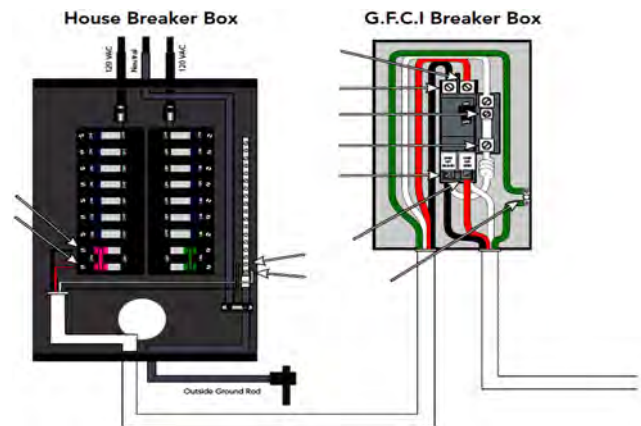 House Breaker Box
G.F.C.I Breaker Box
120 VAC
Neutral
120 VAC
Outside Ground Rod